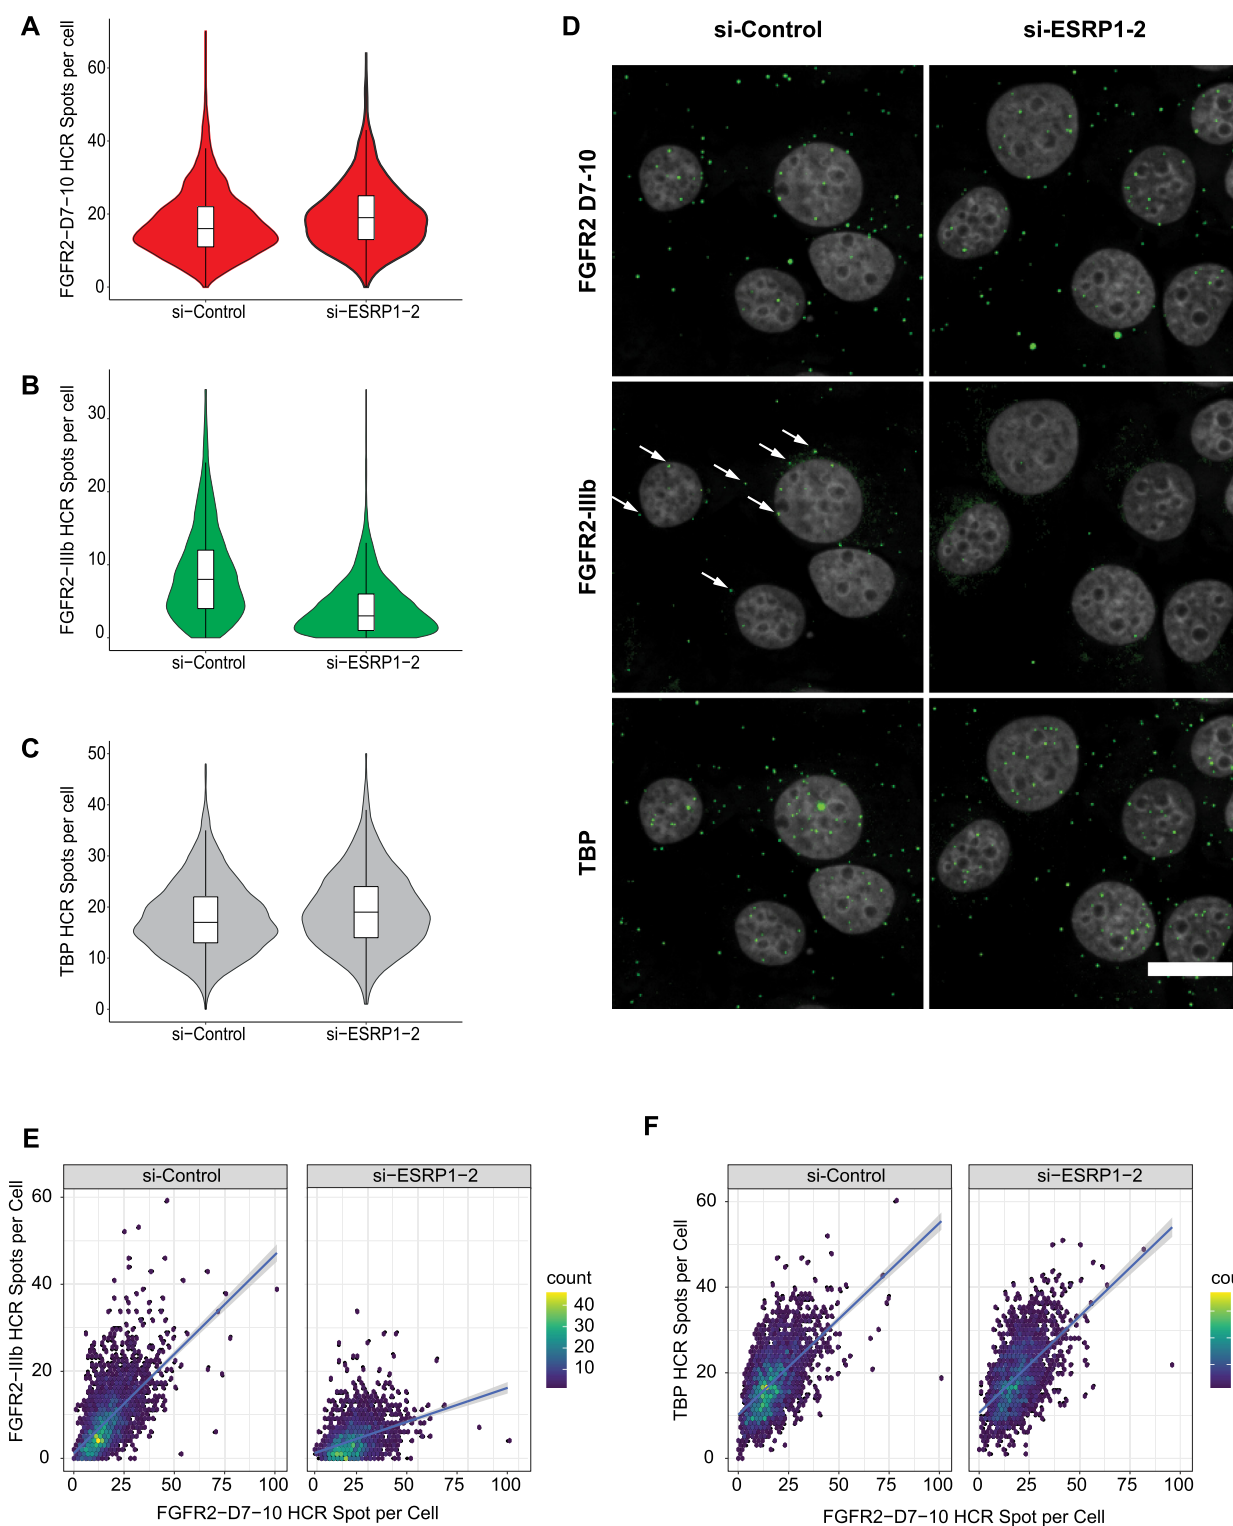 A
FGFR2−D7−10 HCR Spots per cell
60
40
20
0
si−Control
si−ESRP1−2
B
FGFR2−IIIb HCR Spots per cell
30
20
10
0
si−Control
si−ESRP1−2
C
TBP HCR Spots per cell
50
40
30
20
10
0
si−Control
si−ESRP1−2
D
si-Control
si-ESRP1-2
FGFR2 D7-10
FGFR2-IIIb
TBP
E
si-Control
si−ESRP1−2
FGFR2−IIIb HCR Spots per Cell
60
40
20
0
0
25
50
75
100
0
25
50
75
100
FGFR2−D7−10 HCR Spot per Cell
count
40
30
20
10
F
si−Control
si−ESRP1−2
TBP HCR Spots per Cell
60
40
20
0
0
25
50
75
100
0
25
50
75
100
FGFR2−D7−10 HCR Spot per Cell